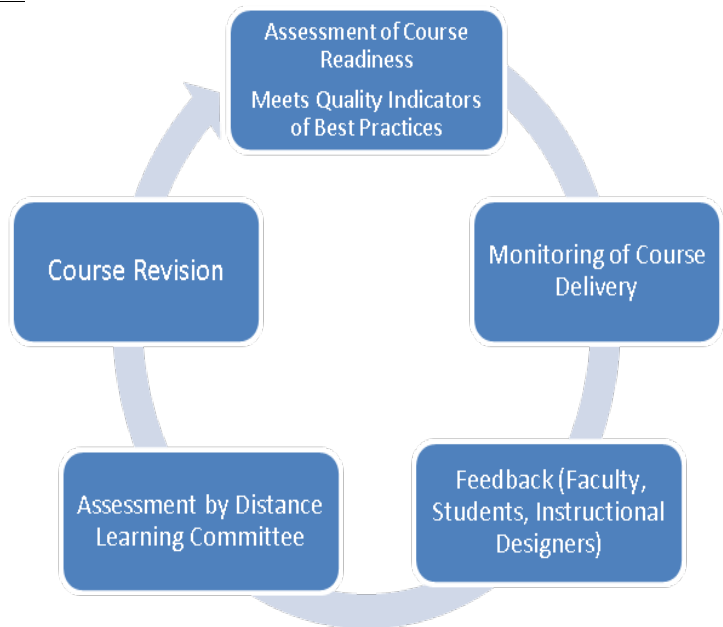 Assessment of Course
Readiness
Meets Quality Indicators
of Best Practices
Monitoring of Course
Delivery
Feedback (Faculty,
Students, Instructional
Designers)
Assessment by Distance
Learning Committee
Course Revision